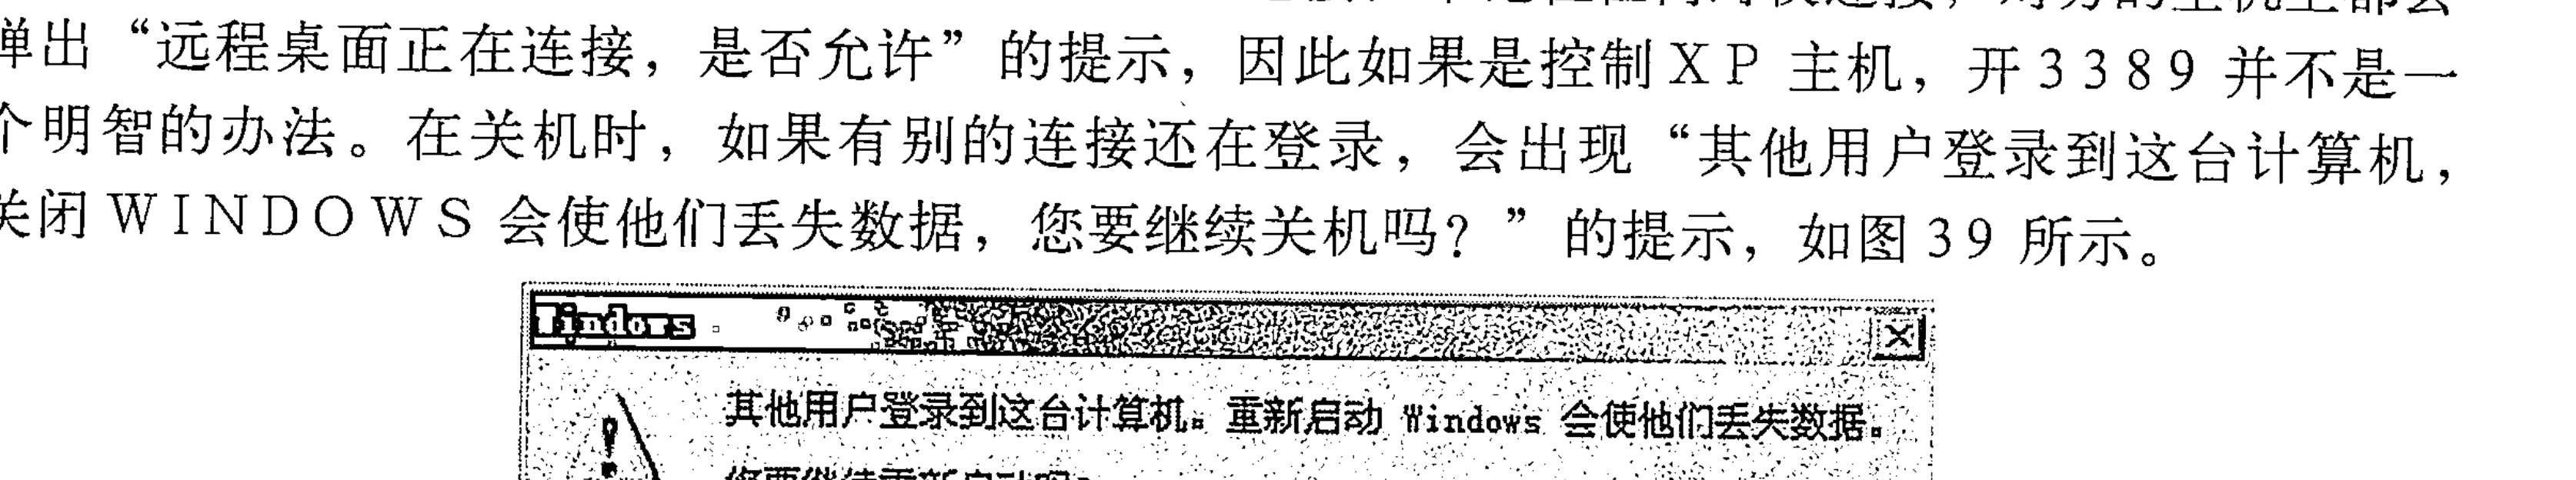 弹出“远程桌面正在连接，是否允许”的提示，因此如果是控制XP主机，开3389并不是一
个明智的办法。在关机时，如果有别的连接还在登录，会出现“其他用户登录到这台计算机，
关闭WINDOWS会使他们丢失数据，您要继续关机吗？”的提示，如图39所示。
Windows
其他用户登录到这台计算机。重新启动 Windows 会使他们丢失数据。